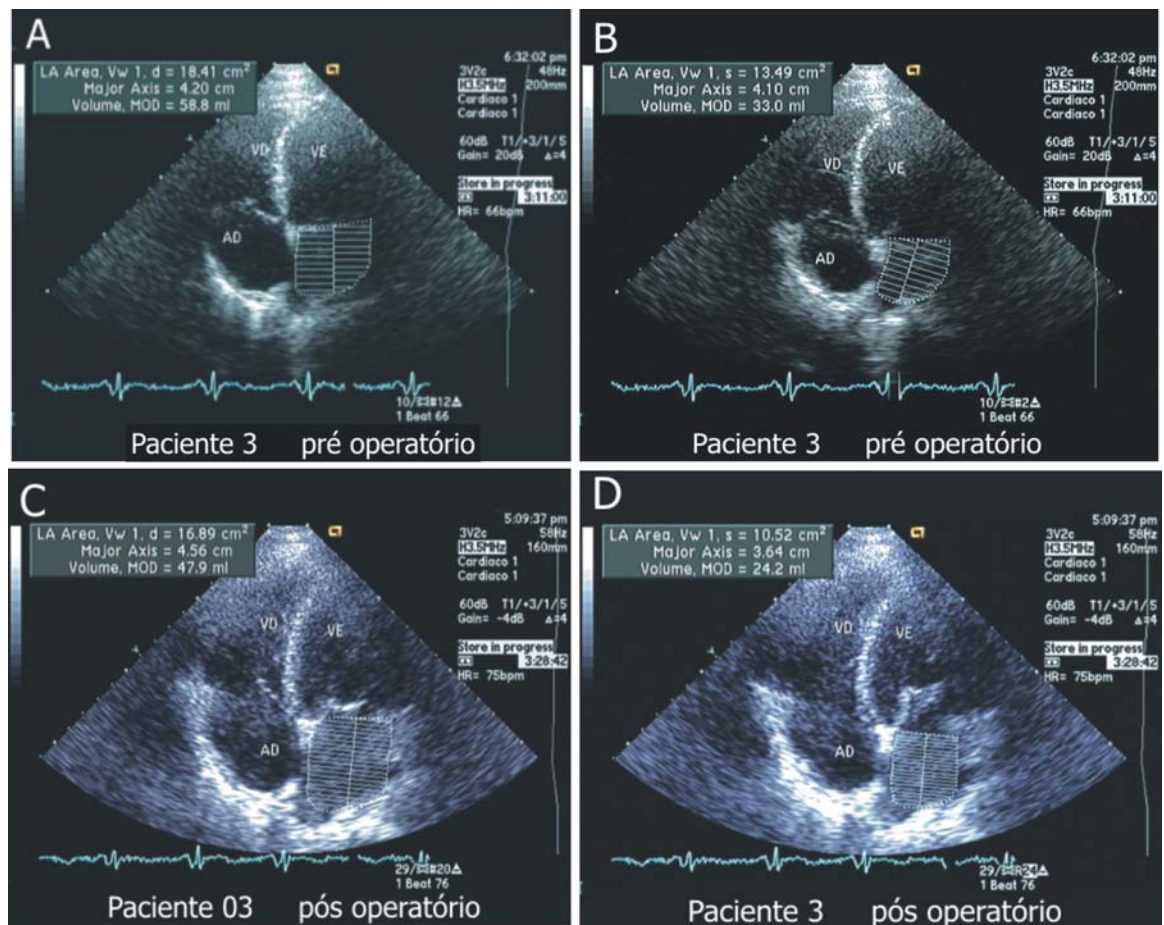 A
6:32:02 pm
LA Area, Vw 1, d = 18.41 cm²
Major Axis = 4.20 cm
Volume, MOD = 58.8 ml
3V2c 48Hz
H3.5MHz 200mm
Cardiaco 1
Cardiaco 1
60dB T1/+3/1/5
Gain= 20dB Δ=4
Store in progress
3:11:00
HR= 66bpm
VD VE
AD
1 Beat 66
Paciente 3 pré operatório
B
6:32:02 pm
LA Area, Vw 1, s = 13.49 cm²
Major Axis = 4.10 cm
Volume, MOD = 33.0 ml
3V2c 48Hz
H3.5MHz 200mm
Cardiaco 1
Cardiaco 1
60dB T1/+3/1/5
Gain= 20dB Δ=4
Store in progress
3:11:00
HR= 66bpm
VD VE
AD
1 Beat 66
Paciente 3 pré operatório
C
5:09:37 pm
LA Area, Vw 1, d = 16.89 cm²
Major Axis = 4.56 cm
Volume, MOD = 47.9 ml
3V2c 58Hz
H3.5MHz 160mm
Cardiaco 1
Cardiaco 1
60dB T1/+3/1/5
Gain= -4dB Δ=4
Store in progress
3:28:42
HR= 75bpm
VD VE
AD
1 Beat 76
Paciente 03 pós operatório
D
5:09:37 pm
LA Area, Vw 1, s = 10.52 cm²
Major Axis = 3.64 cm
Volume, MOD = 24.2 ml
3V2c 58Hz
H3.5MHz 160mm
Cardiaco 1
Cardiaco 1
60dB T1/+3/1/5
Gain= -4dB Δ=4
Store in progress
3:28:42
HR= 75bpm
VD VE
AD
1 Beat 76
Paciente 3 pós operatório